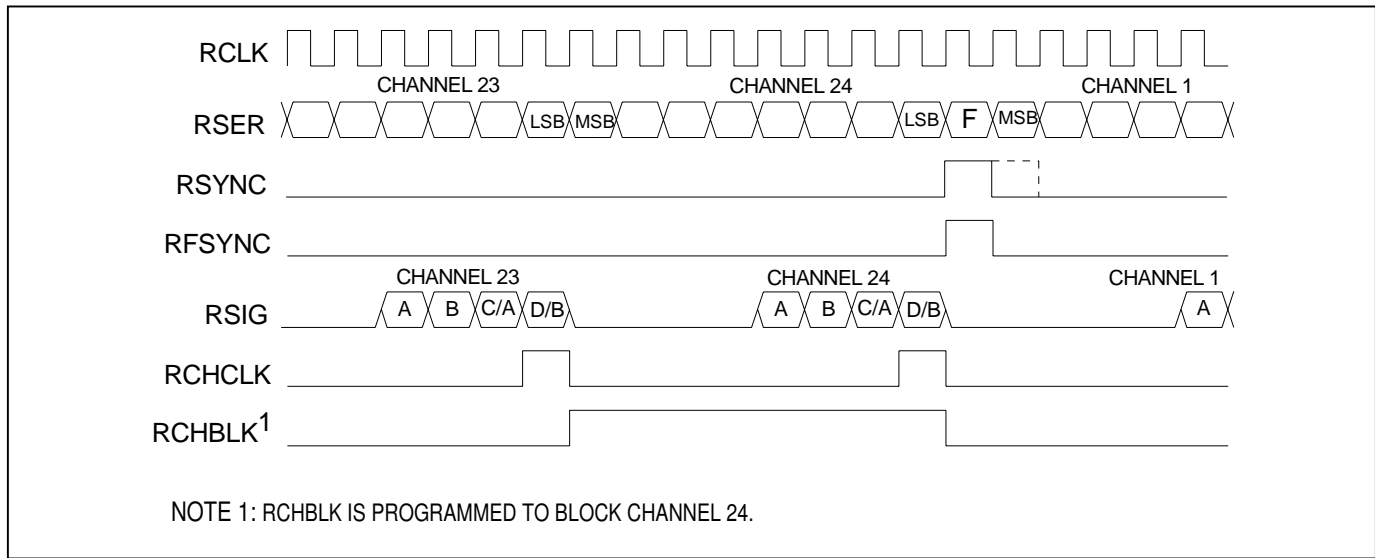 RCLK
CHANNEL 23 CHANNEL 24 CHANNEL 1
RSER LSB MSB LSB F MSB
RSYNC
RFSYNC
CHANNEL 23 CHANNEL 24 CHANNEL 1
RSIG A B C/A D/B A B C/A D/B A
RCHCLK
RCHBLK1
NOTE 1: RCHBLK IS PROGRAMMED TO BLOCK CHANNEL 24.